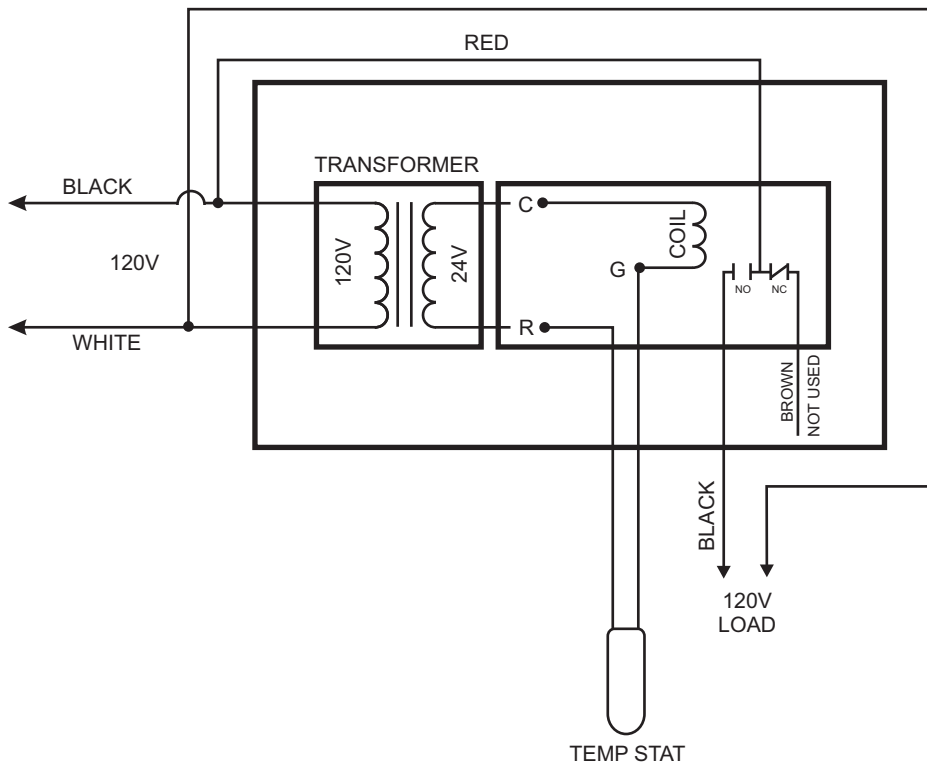 RED
TRANSFORMER
BLACK
120V
WHITE
120V
24V
C
G
R
COIL
NO
NC
BROWN
NOT USED
BLACK
120V
LOAD
TEMP STAT